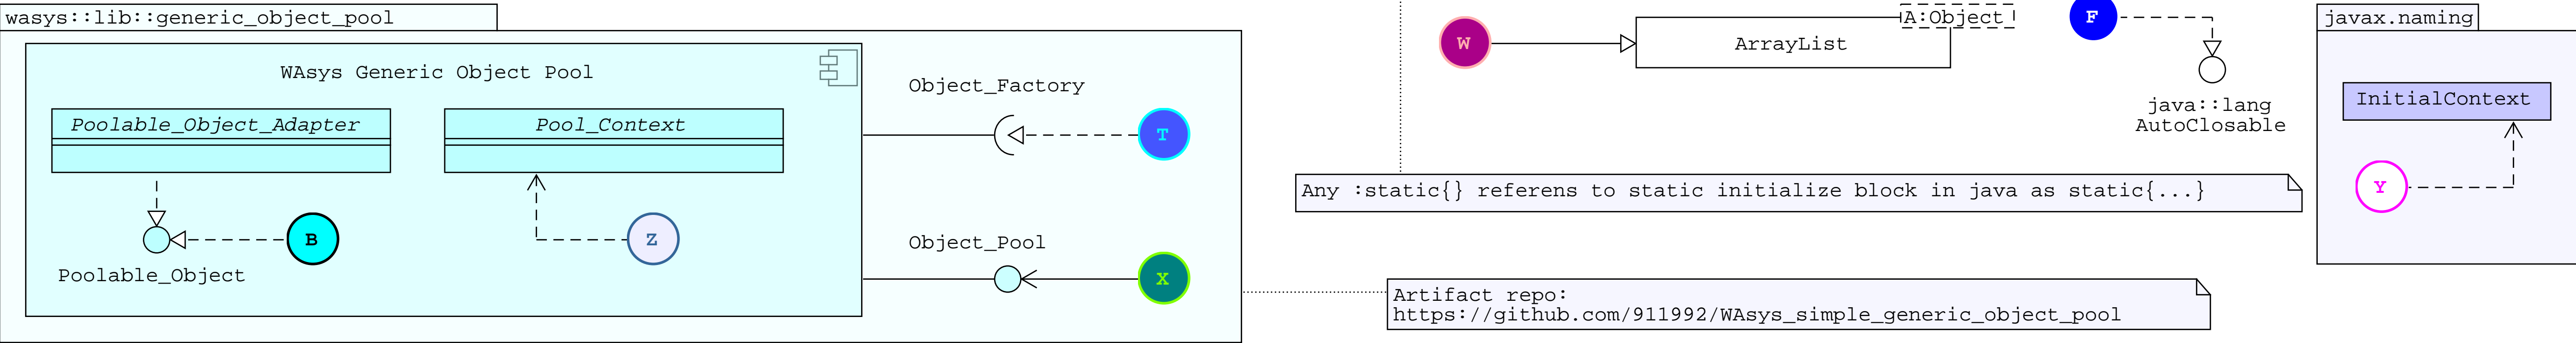 wasys::lib::generic_object_pool
WAsys Generic Object Pool
Poolable_Object_Adapter
Pool_Context
B
Z
Poolable_Object
Object_Factory
T
Object_Pool
X
W
ArrayList
A:Object
F
java::lang
AutoClosable
Any :static{} referens to static initialize block in java as static{...}
Artifact repo:
https://github.com/911992/WAsys_simple_generic_object_pool
javax.naming
InitialContext
Y